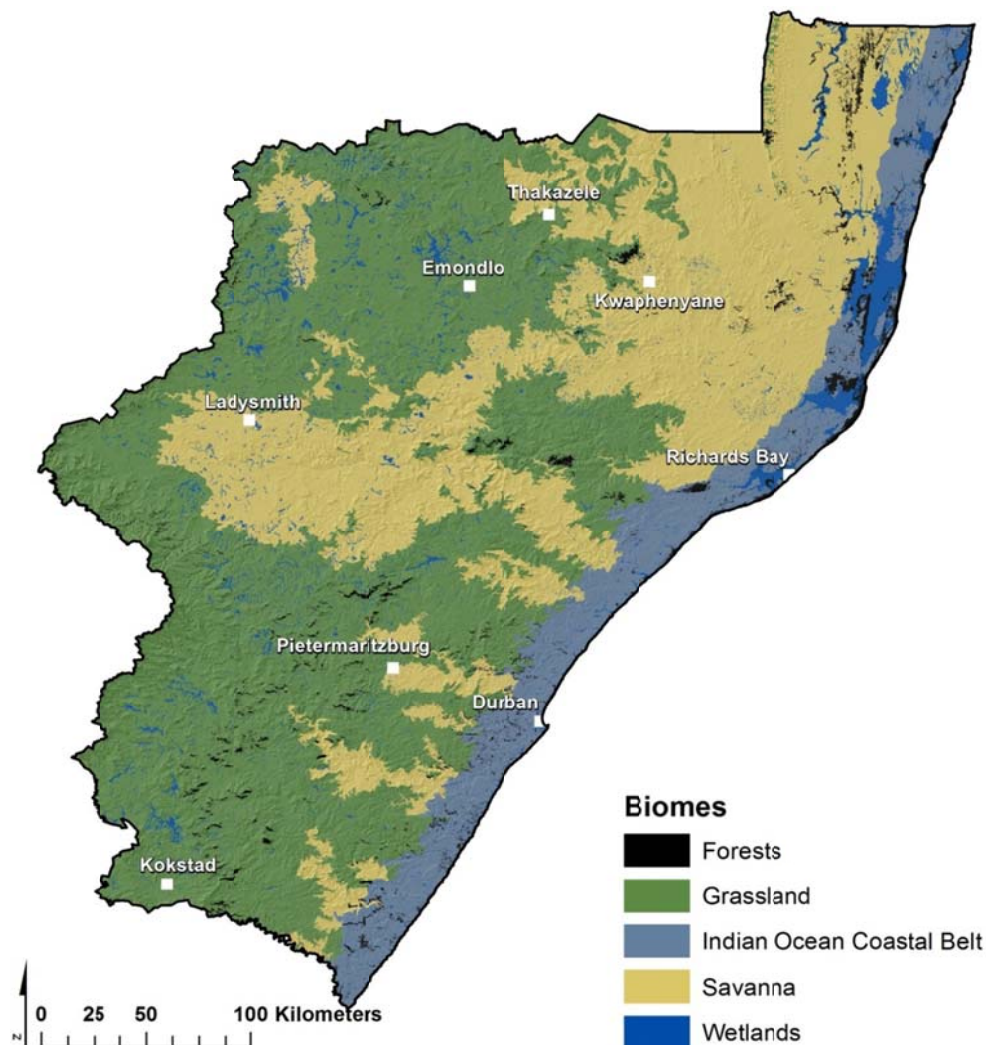 Thakazele
Emondlo
Kwaphenyane
Ladysmith
Richards Bay
Pietermaritzburg
Durban
Kokstad
Biomes
Forests
Grassland
Indian Ocean Coastal Belt
Savanna
Wetlands
N
0 25 50 100 Kilometers